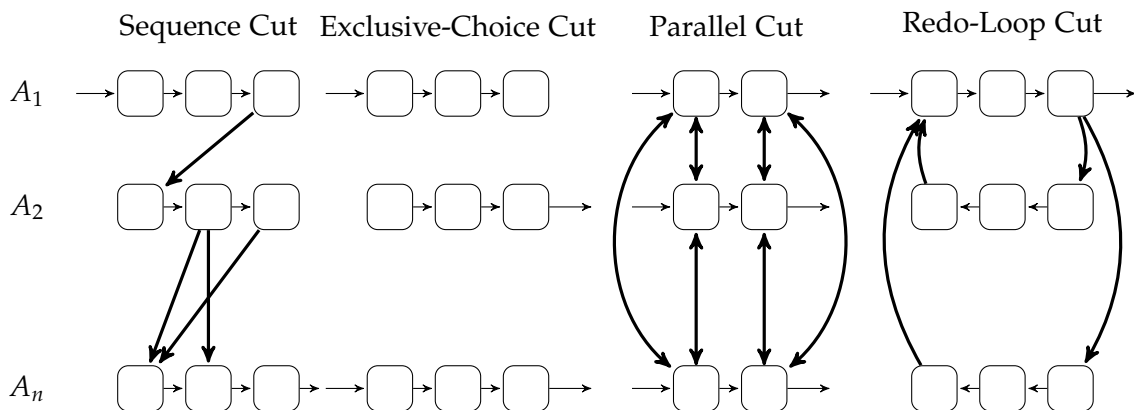 Sequence Cut Exclusive-Choice Cut Parallel Cut Redo-Loop Cut
A₁
A₂
Aₙ